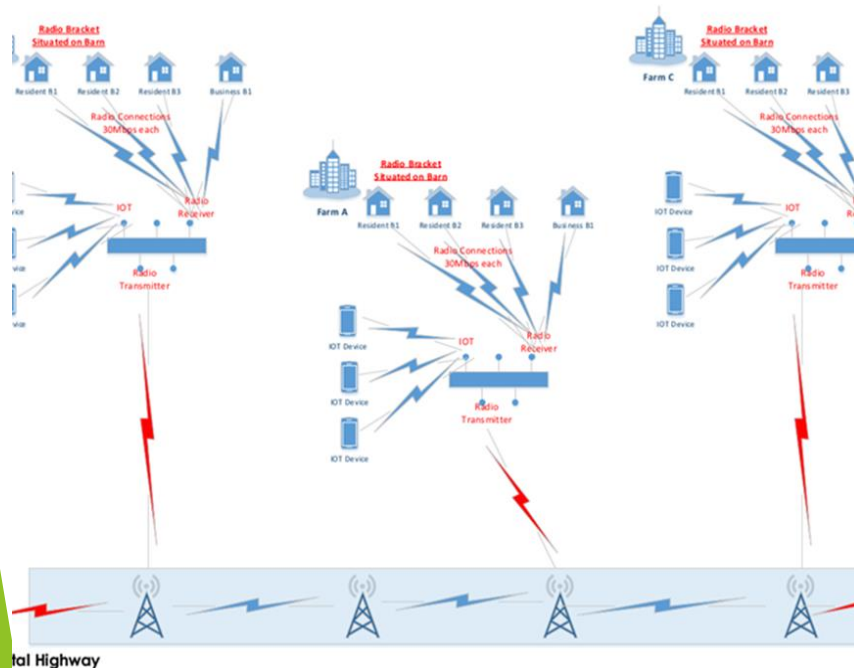 Radio Bracket
Situated on Barn
Resident B1
Resident B2
Resident B3
Business B1
Radio Connections
30Mbps each
IOT
Radio
Receiver
Radio
Transmitter
Farm A
Radio Bracket
Situated on Barn
Resident B1
Resident B2
Resident B3
Business B1
Radio Connections
30Mbps each
IOT Device
IOT Device
IOT Device
IOT
Radio
Receiver
Radio
Transmitter
Farm C
Radio Bracket
Situated on Barn
Resident B1
Resident B2
Resident B3
Radio Connections
30Mbps each
IOT Device
IOT Device
IOT Device
IOT
Radio
Transmitter
tal Highway